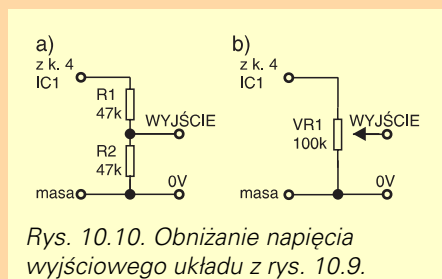 a)
z k. 4
IC1
R1
47k
WYJŚCIE
R2
47k
masa
0V
b)
z k. 4
IC1
VR1
100k
WYJŚCIE
masa
0V
Rys. 10.10. Obniżanie napięcia
wyjściowego układu z rys. 10.9.